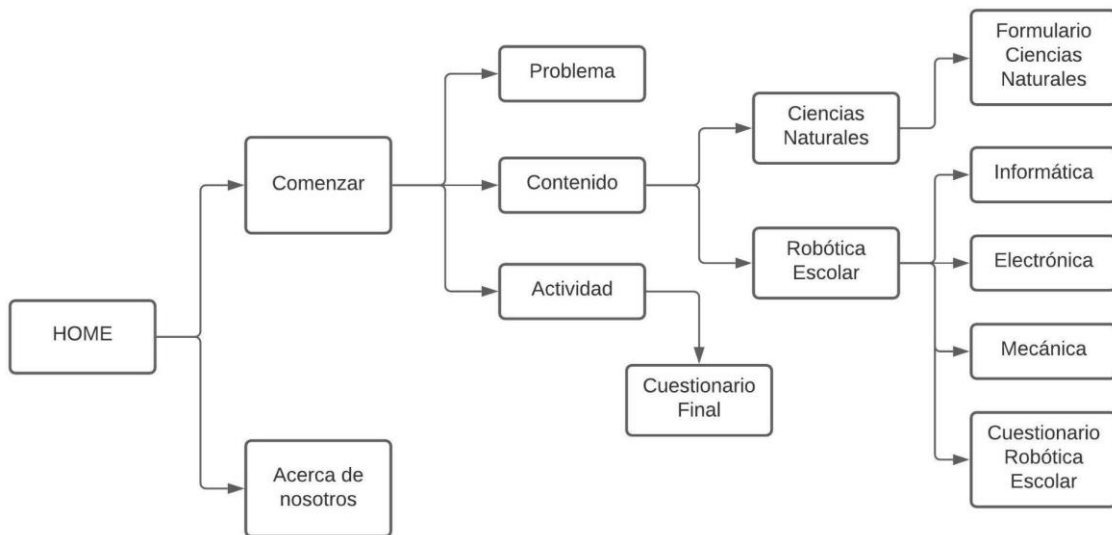 HOME
Comenzar
Acerca de
nosotros
Problema
Contenido
Actividad
Cuestionario
Final
Ciencias
Naturales
Robótica
Escolar
Formulario
Ciencias
Naturales
Informática
Electrónica
Mecánica
Cuestionario
Robótica
Escolar